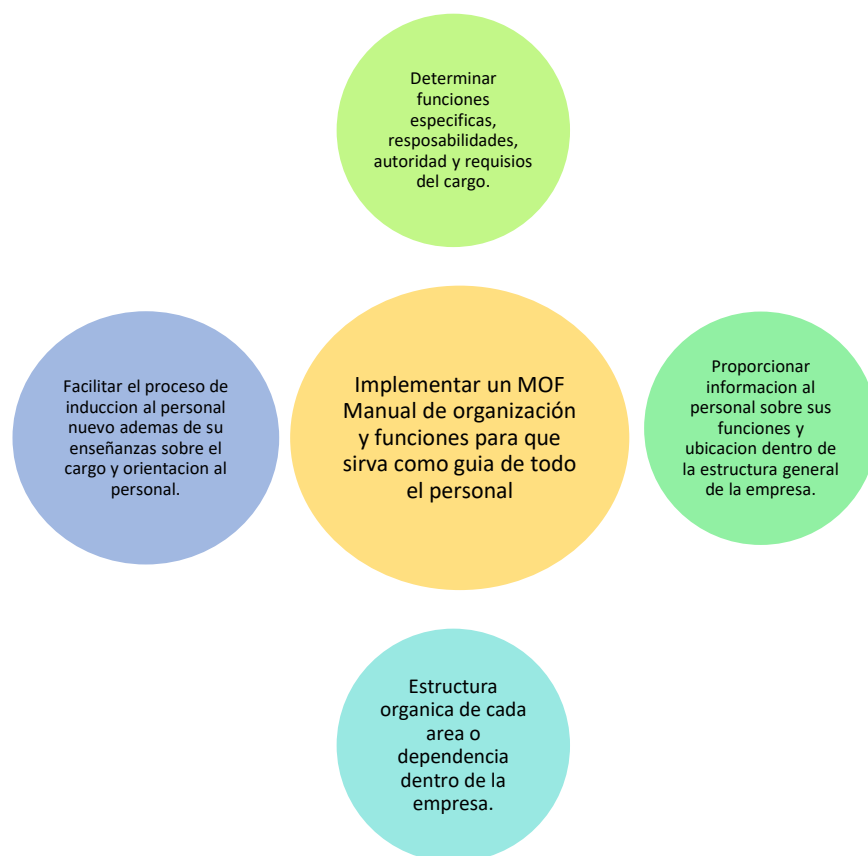 Determinar
funciones
especificas,
resposabilidades,
autoridad y requisios
del cargo.
Facilitar el proceso de
induccion al personal
nuevo ademas de su
enseñanzas sobre el
cargo y orientacion al
personal.
Implementar un MOF
Manual de organización
y funciones para que
sirva como guia de todo
el personal
Proporcionar
informacion al
personal sobre sus
funciones y
ubicacion dentro de
la estructura general
de la empresa.
Estructura
organica de cada
area o
dependencia
dentro de la
empresa.